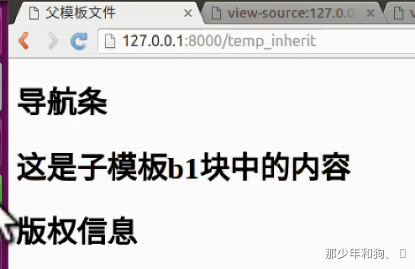 父模板文件
view-source:127.0.0
127.0.0.1:8000/temp_inherit
导航条
这是子模板b1块中的内容
版权信息
那少年和狗、